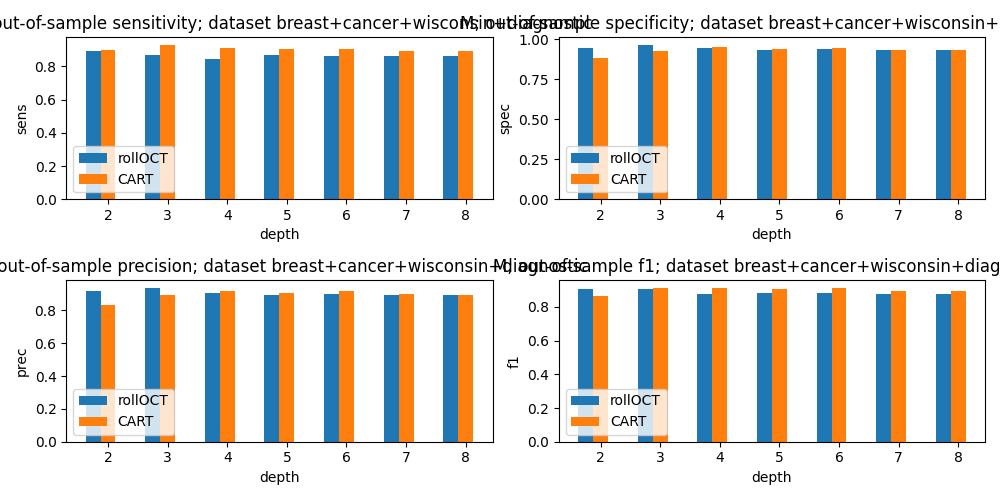 out-of-sample sensitivity; dataset breast+cancer+wisconsin+diagnostic
M, out-of-sample specificity; dataset breast+cancer+wisconsin+
sens
0.8
0.6
0.4
0.2
0.0
rollOCT
CART
2 3 4 5 6 7 8
depth
spec
1.00
0.75
0.50
0.25
0.00
rollOCT
CART
2 3 4 5 6 7 8
depth
out-of-sample precision; dataset breast+cancer+wisconsin+diagnostic
M, out-of-sample f1; dataset breast+cancer+wisconsin+diag
prec
0.8
0.6
0.4
0.2
0.0
rollOCT
CART
2 3 4 5 6 7 8
depth
f1
0.8
0.6
0.4
0.2
0.0
rollOCT
CART
2 3 4 5 6 7 8
depth